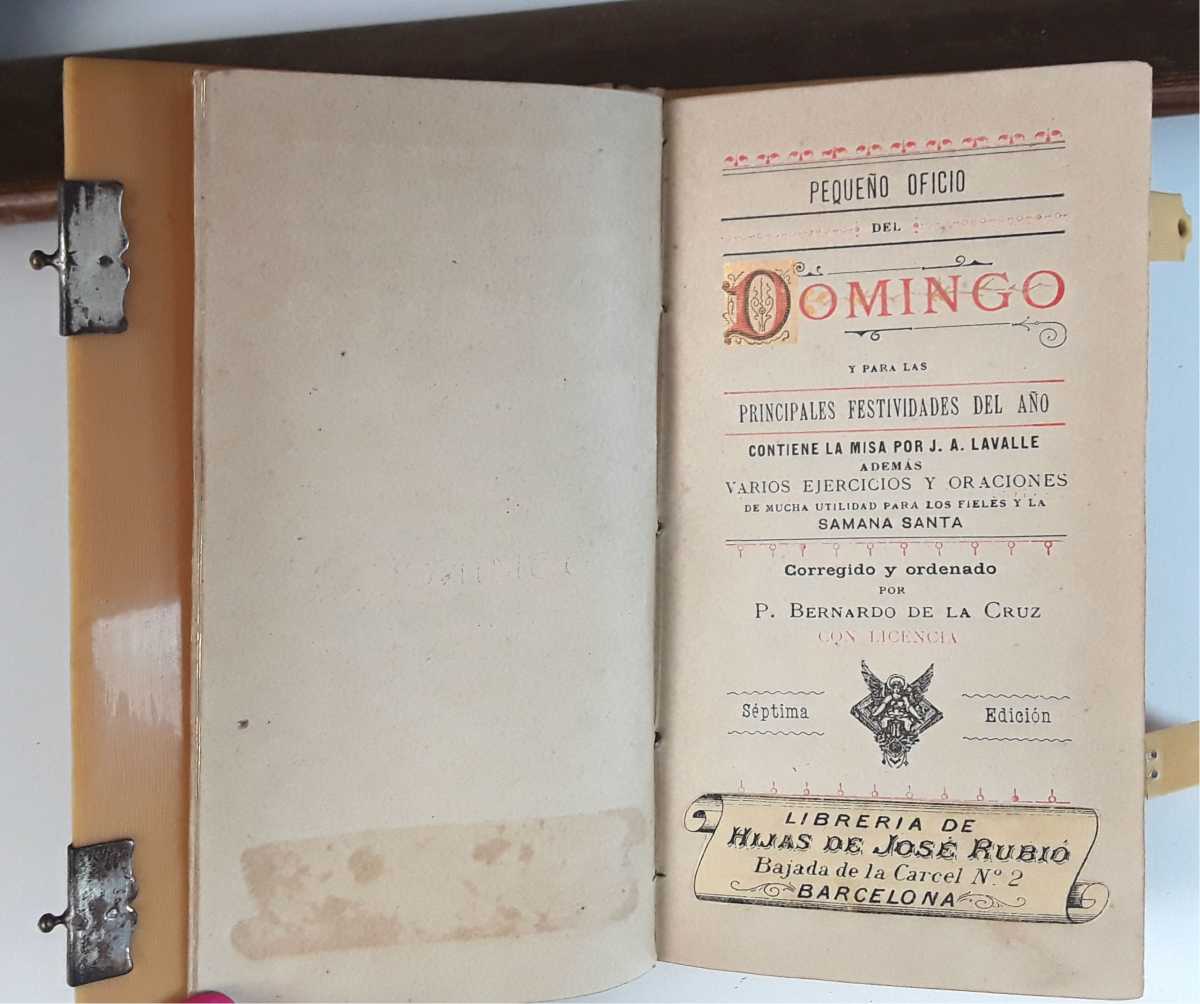 PEQUEÑO OFICIO
DEL
DOMINGO
Y PARA LAS
PRINCIPALES FESTIVIDADES DEL AÑO
CONTIENE LA MISA POR J. A. LAVALLE
ADEMÁS
VARIOS EJERCICIOS Y ORACIONES
DE MUCHA UTILIDAD PARA LOS FIELES Y LA
SAMANA SANTA
Corregido y ordenado
POR
P. BERNARDO DE LA CRUZ
CON LICENCIA
Séptima Edición
LIBRERIA DE
HIJAS DE JOSÉ RUBIÓ
Bajada de la Carcel Nº. 2
BARCELONA